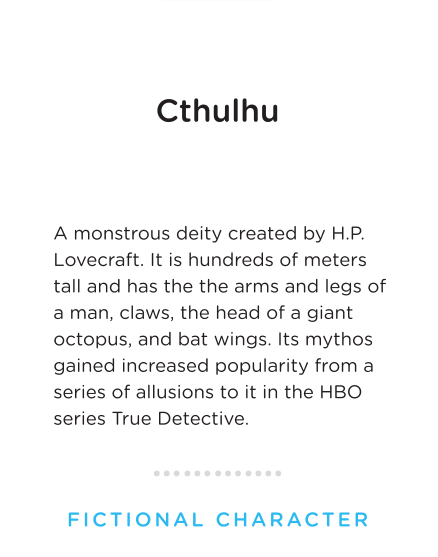 Cthulhu
A monstrous deity created by H.P.
Lovecraft. It is hundreds of meters
tall and has the the arms and legs of
a man, claws, the head of a giant
octopus, and bat wings. Its mythos
gained increased popularity from a
series of allusions to it in the HBO
series True Detective.
FICTIONAL CHARACTER